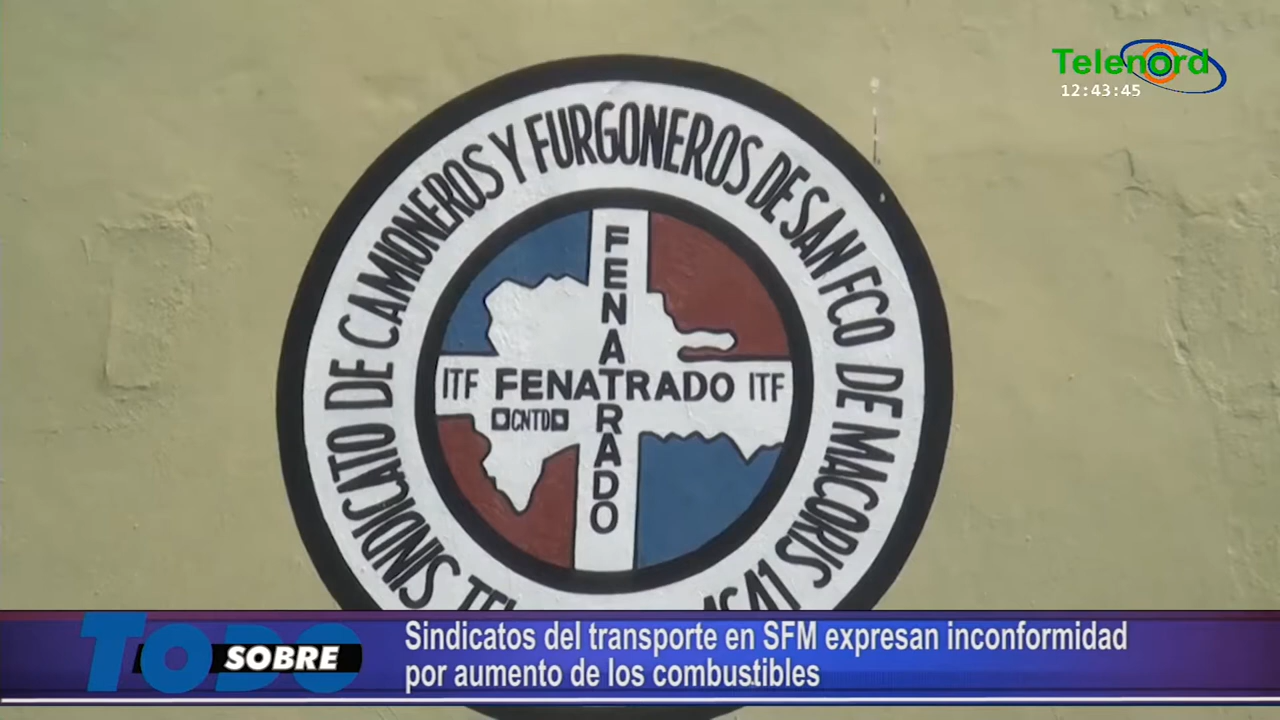 Telenord
12:43:45
SINDICATO DE CAMIONEROS Y FURGONEROS DE SAN FCO DE MACORIS
FENATRADO
ITF FENATRADO ITF
CNTD
TODO SOBRE
Sindicatos del transporte en SFM expresan inconformidad
por aumento de los combustibles